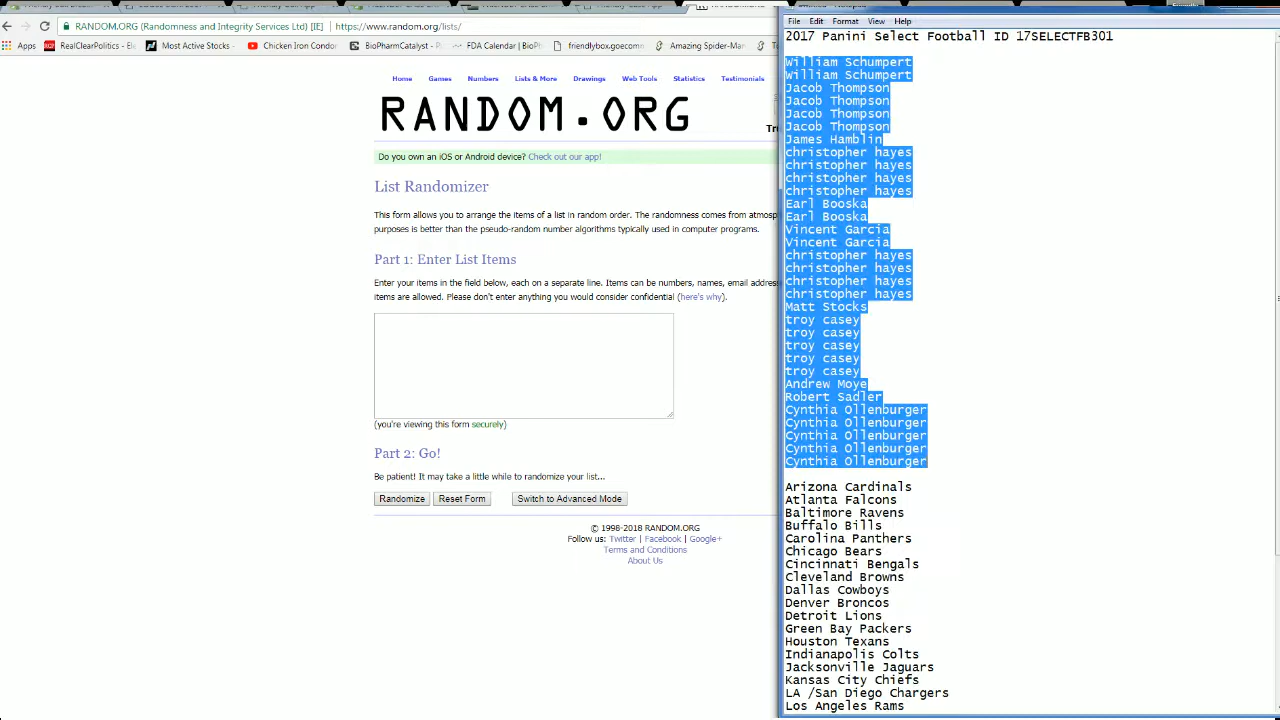 RANDOM.ORG (Randomness and Integrity Services Ltd) [IE] | https://www.random.org/lists/
Apps RealClearPolitics - Ele Most Active Stocks Chicken Iron Condor BioPharmCatalyst - Pr FDA Calendar | BioPh friendlybox.goecomm Amazing Spider-Mar
Home Games Numbers Lists & More Drawings Web Tools Statistics Testimonials
RANDOM.ORG
Do you own an iOS or Android device? Check out our app!
List Randomizer
This form allows you to arrange the items of a list in random order. The randomness comes from atmosp
purposes is better than the pseudo-random number algorithms typically used in computer programs.
Part 1: Enter List Items
Enter your items in the field below, each on a separate line. Items can be numbers, names, email addres
items are allowed. Please don't enter anything you would consider confidential (here's why).
(you're viewing this form securely)
Part 2: Go!
Be patient! It may take a little while to randomize your list...
Randomize Reset Form Switch to Advanced Mode
© 1998-2018 RANDOM.ORG
Follow us: Twitter | Facebook | Google+
Terms and Conditions
About Us
File Edit Format View Help
2017 Panini Select Football ID 17SELECTFB301
William Schumpert
William Schumpert
Jacob Thompson
Jacob Thompson
Jacob Thompson
Jacob Thompson
James Hamblin
christopher hayes
christopher hayes
christopher hayes
christopher hayes
Earl Booska
Earl Booska
Vincent Garcia
Vincent Garcia
christopher hayes
christopher hayes
christopher hayes
christopher hayes
Matt Stocks
troy casey
troy casey
troy casey
troy casey
troy casey
Andrew Moye
Robert Sadler
Cynthia Ollenburger
Cynthia Ollenburger
Cynthia Ollenburger
Cynthia Ollenburger
Cynthia Ollenburger
Arizona Cardinals
Atlanta Falcons
Baltimore Ravens
Buffalo Bills
Carolina Panthers
Chicago Bears
Cincinnati Bengals
Cleveland Browns
Dallas Cowboys
Denver Broncos
Detroit Lions
Green Bay Packers
Houston Texans
Indianapolis Colts
Jacksonville Jaguars
Kansas City Chiefs
LA /San Diego Chargers
Los Angeles Rams